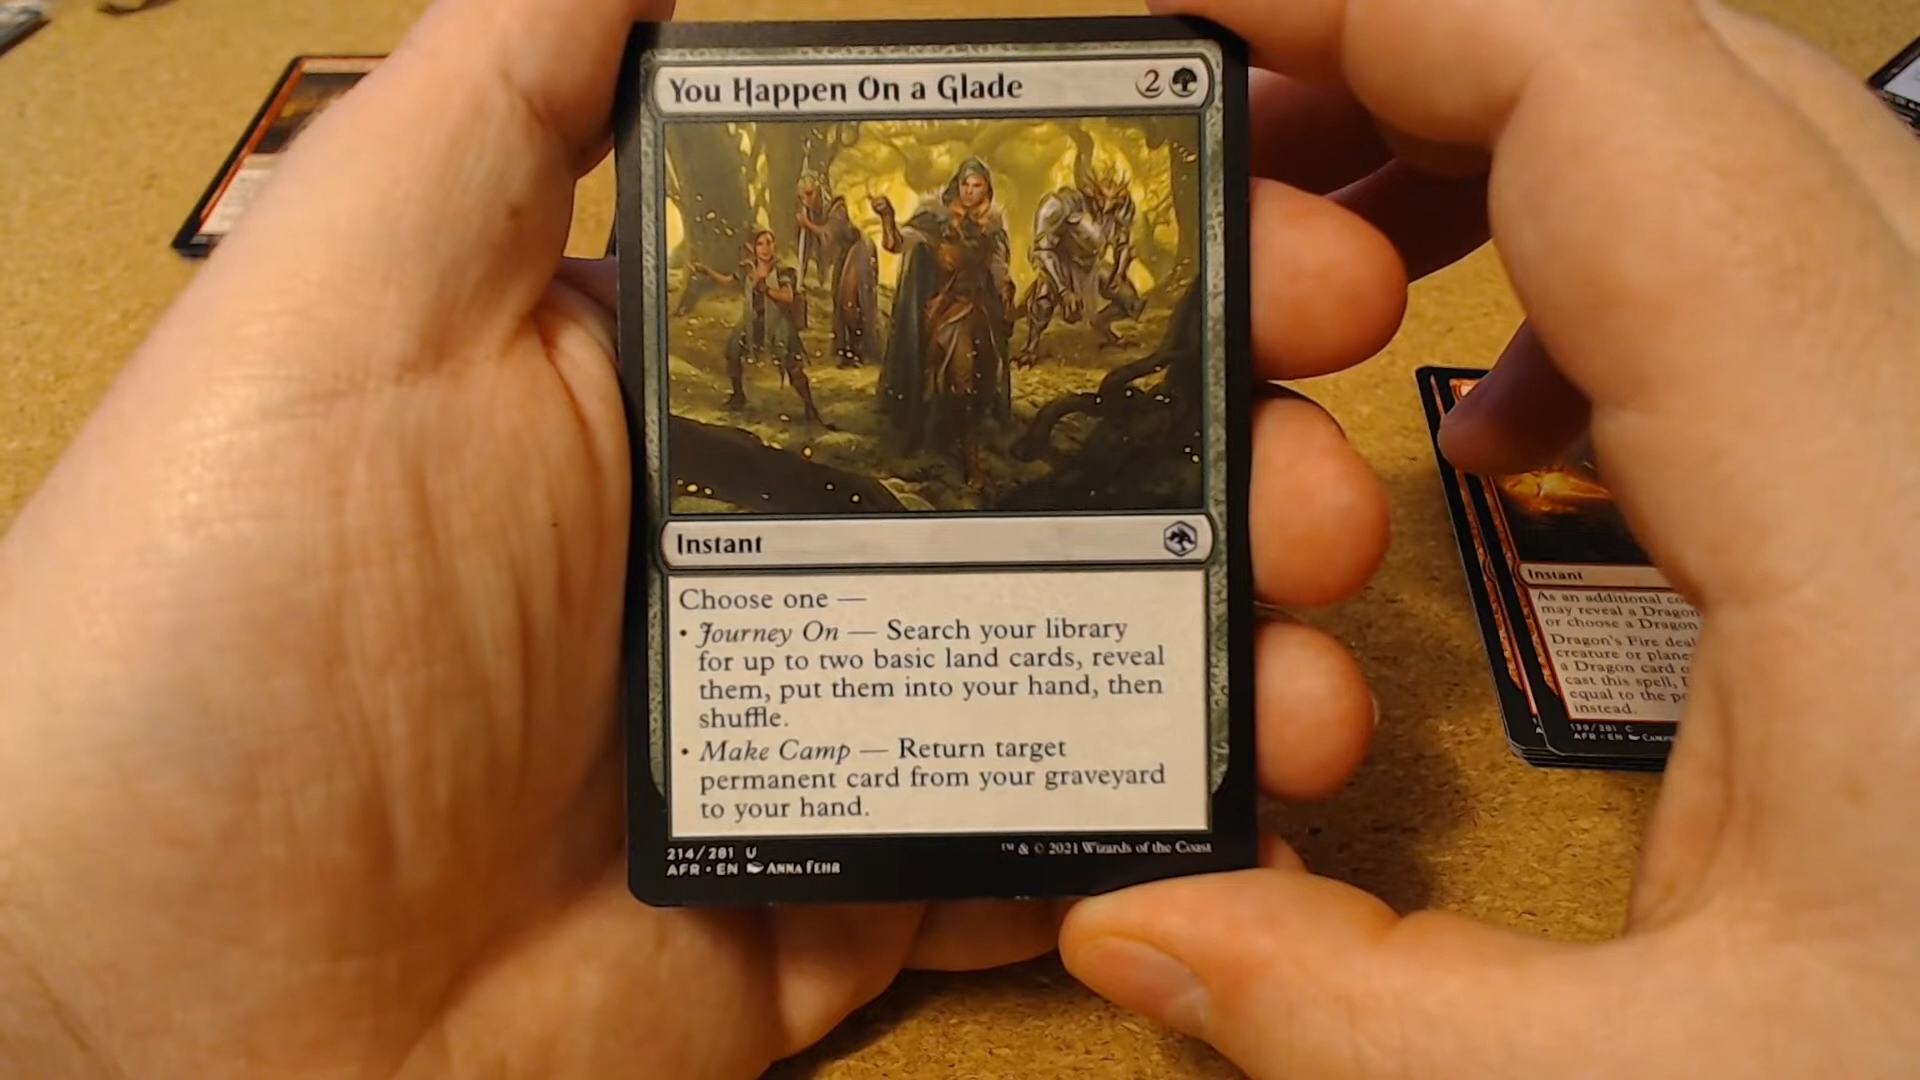 You Happen On a Glade
2
Instant
Choose one —
• Journey On — Search your library
for up to two basic land cards, reveal
them, put them into your hand, then
shuffle.
• Make Camp — Return target
permanent card from your graveyard
to your hand.
214/281 U
AFR • EN ANNA FEHR
™ & © 2021 Wizards of the Coast
Instant
As an additional
may reveal a Dragon
or choose a Dragon
Dragon's Fire
creature or
a Dragon card
cast this spell,
equal to the
instead.
139/281 C
AFR • EN